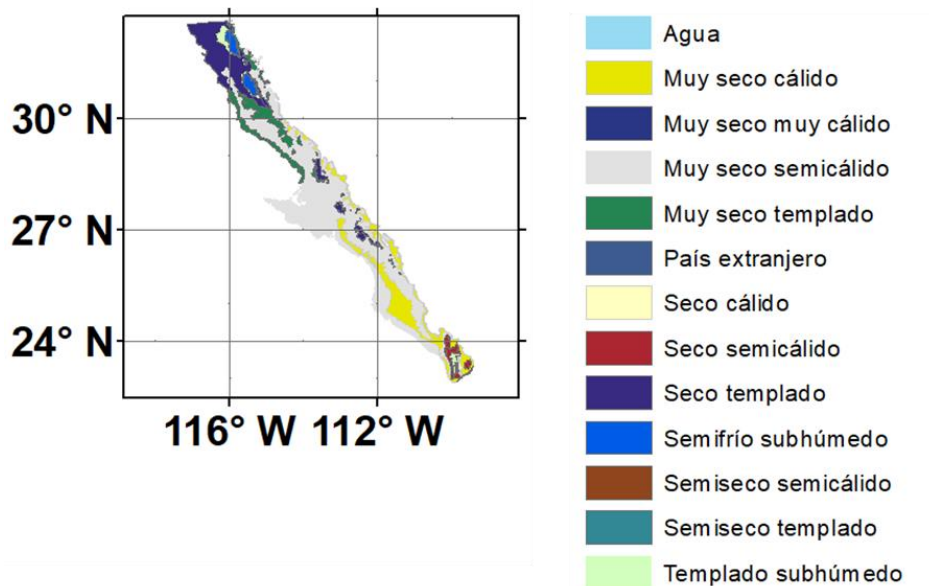 30° N
27° N
24° N
116° W 112° W
Agua
Muy seco cálido
Muy seco muy cálido
Muy seco semicálido
Muy seco templado
País extranjero
Seco cálido
Seco semicálido
Seco templado
Semifrío subhúmedo
Semiseco semicálido
Semiseco templado
Templado subhúmedo